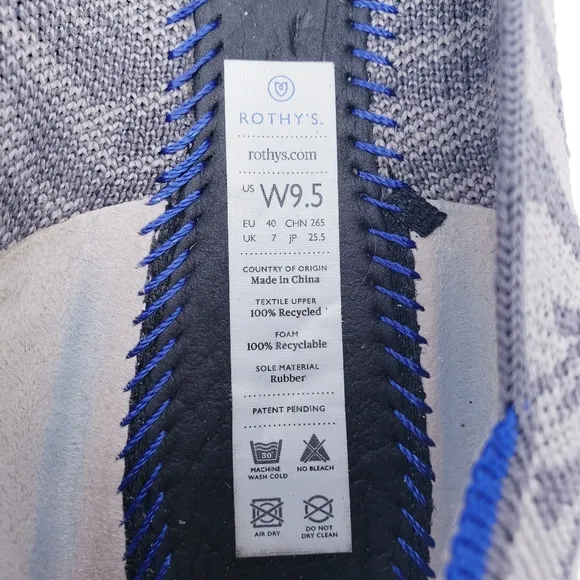 ROTHY'S.
rothys.com
US W9.5
EU 40 CHN 265
UK 7 JP 25.5
COUNTRY OF ORIGIN
Made in China
TEXTILE UPPER
100% Recycled
FOAM
100% Recyclable
SOLE MATERIAL
Rubber
PATENT PENDING
30°
MACHINE WASH COLD NO BLEACH
AIR DRY DO NOT DRY CLEAN